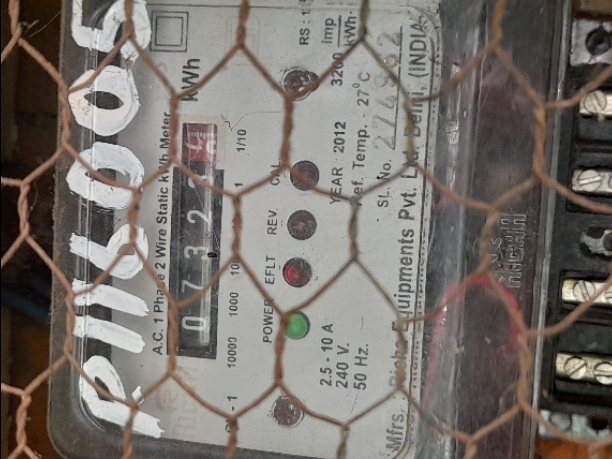 P11K005
A.C. 1 Phase 2 Wire Static kWh Meter
0 7 3 2
kWh
10000 1000 10 1 1/10
POWER EFLT REV. CAL
RS :
3200 imp/kWh
2.5 - 10 A
240 V.
50 Hz.
YEAR : 2012
Ref. Temp. - 27°C
SL. No.
Equipments Pvt. Ltd., Delhi, (INDIA)
Mfrs.